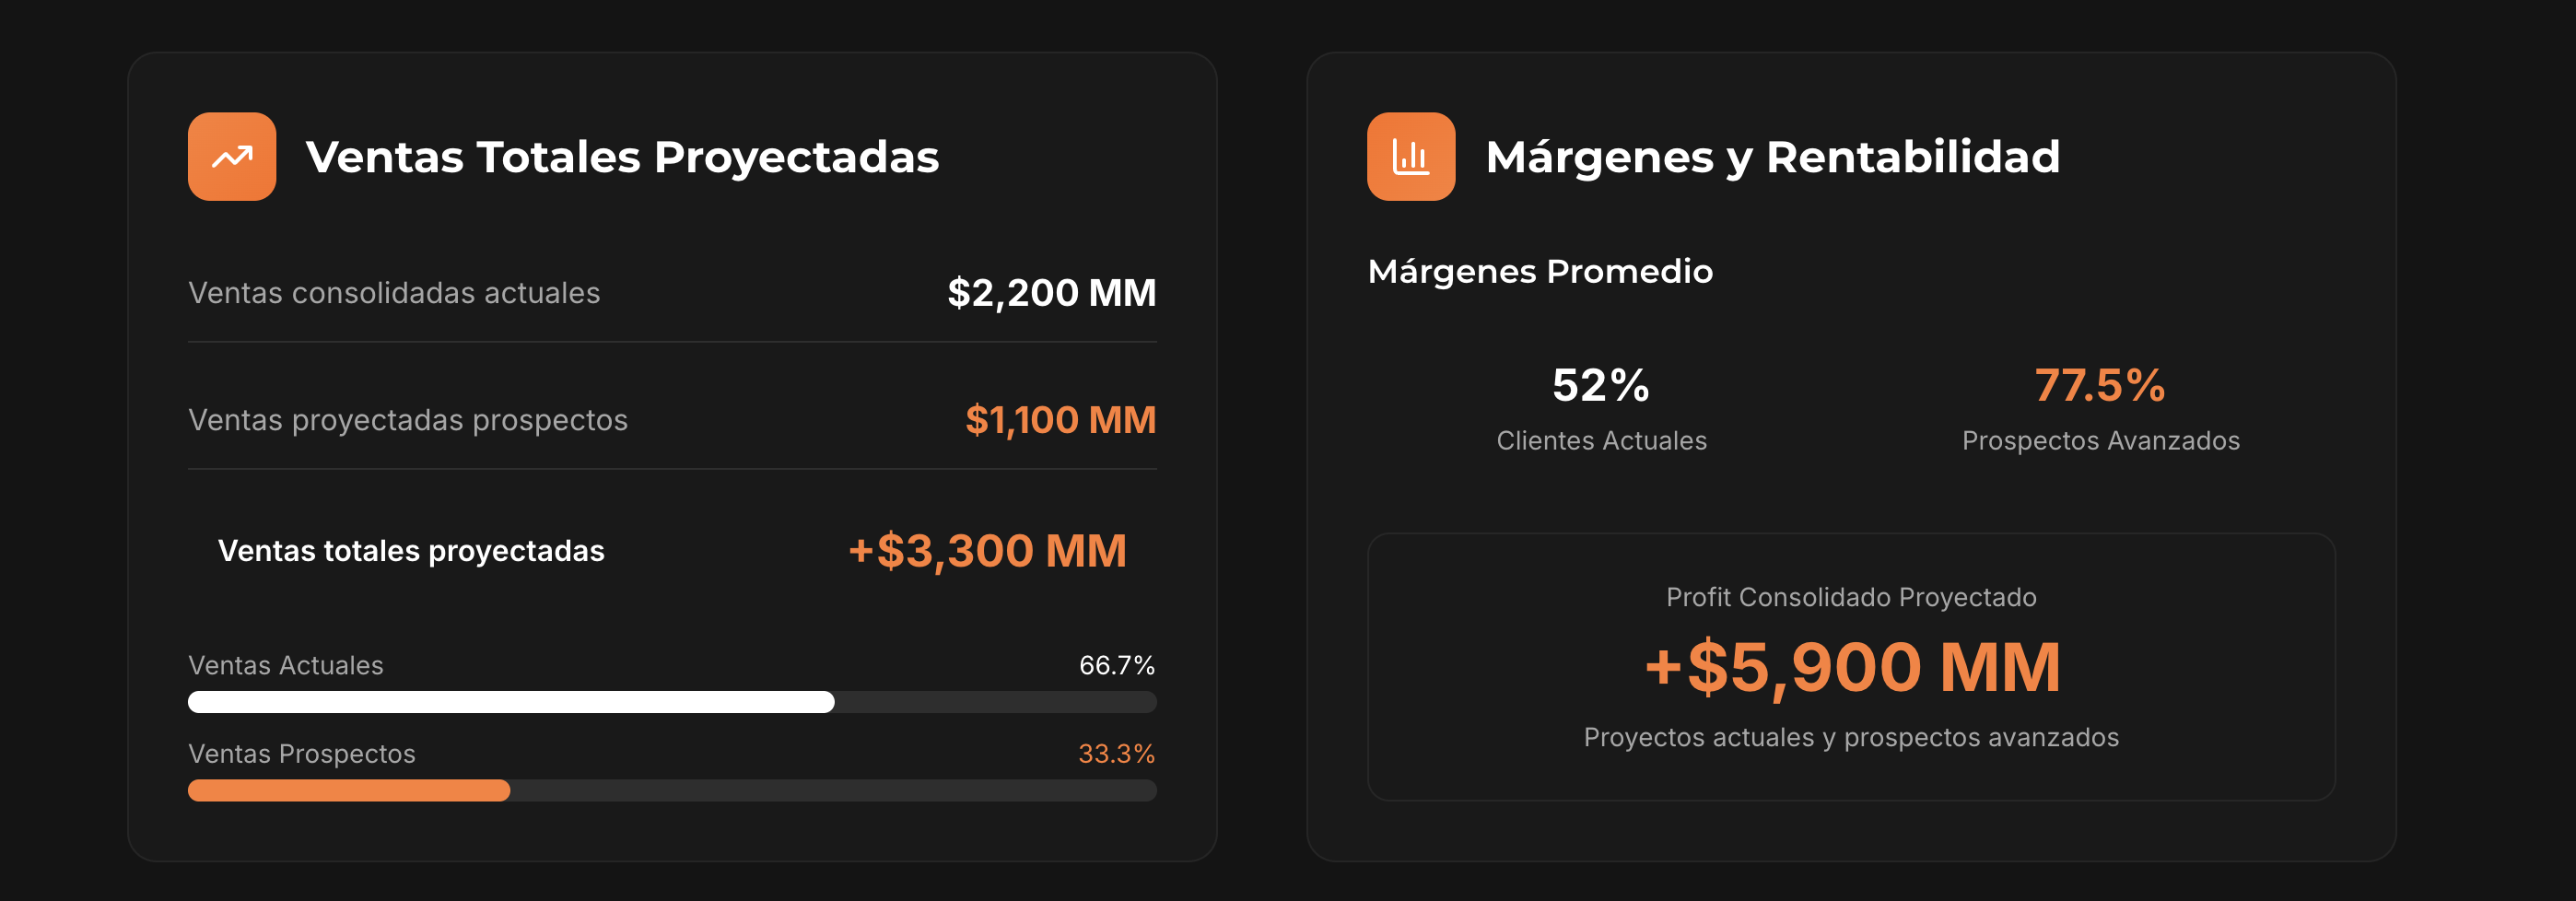 Ventas Totales Proyectadas
Ventas consolidadas actuales $2,200 MM
Ventas proyectadas prospectos $1,100 MM
Ventas totales proyectadas +$3,300 MM
Ventas Actuales 66.7%
Ventas Prospectos 33.3%
Márgenes y Rentabilidad
Márgenes Promedio
52% 77.5%
Clientes Actuales Prospectos Avanzados
Profit Consolidado Proyectado
+$5,900 MM
Proyectos actuales y prospectos avanzados